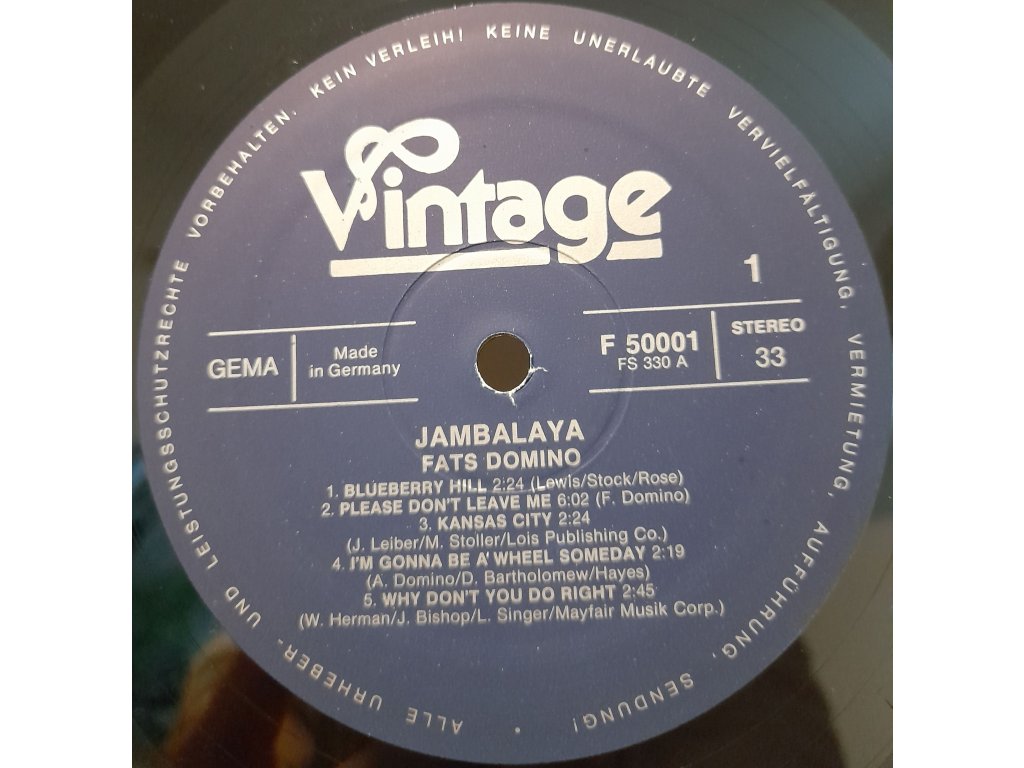 ALLE URHEBER- UND LEISTUNGSSCHUTZRECHTE VORBEHALTEN. KEIN VERLEIH! KEINE UNERLAUBTE VERVIELFÄLTIGUNG, VERMIETUNG, AUFFÜHRUNG, SENDUNG!
Vintage
1
GEMA
Made
in Germany
F 50001
FS 330 A
STEREO
33
JAMBALAYA
FATS DOMINO
1. BLUEBERRY HILL 2:24 (Lewis/Stock/Rose)
2. PLEASE DON'T LEAVE ME 6:02 (F. Domino)
3. KANSAS CITY 2:24
(J. Leiber/M. Stoller/Lois Publishing Co.)
4. I'M GONNA BE A' WHEEL SOMEDAY 2:19
(A. Domino/D. Bartholomew/Hayes)
5. WHY DON'T YOU DO RIGHT 2:45
(W. Herman/J. Bishop/L. Singer/Mayfair Musik Corp.)